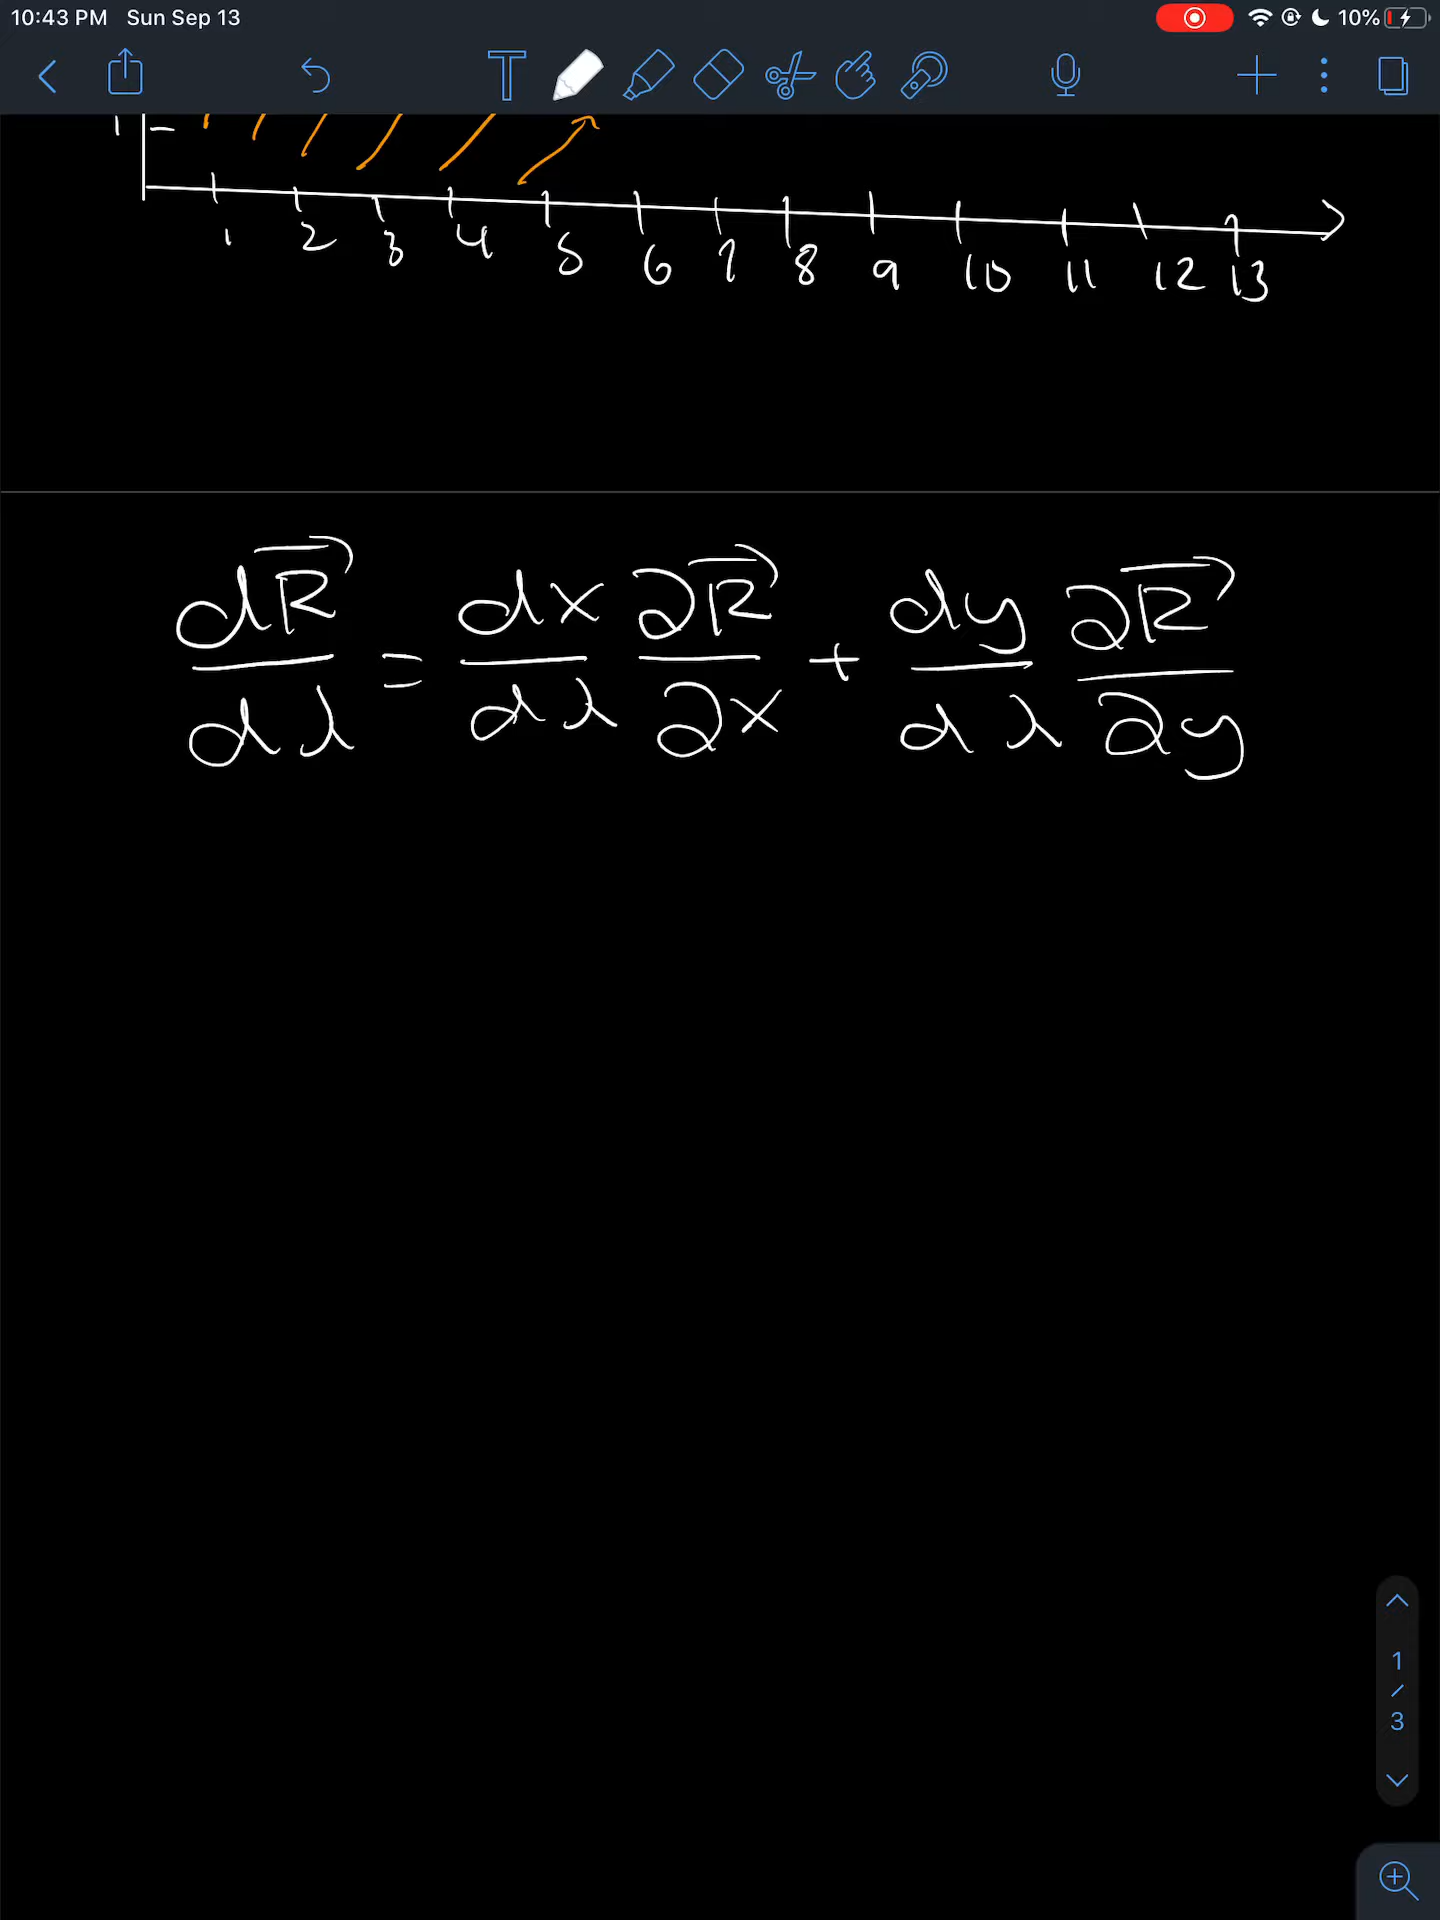 10:43 PM Sun Sep 13 10%
T
1
1 2 3 4 5 6 7 8 9 10 11 12 13
dR⃗/dλ = dx/dλ ∂R⃗/∂x + dy/dλ ∂R⃗/∂y
1
/
3